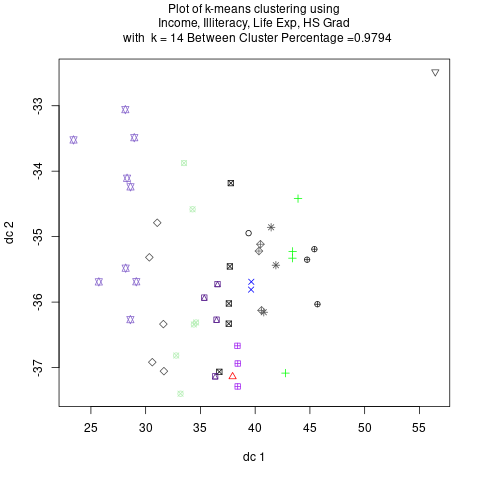 Plot of k-means clustering using
Income, Illiteracy, Life Exp, HS Grad
with k = 14 Between Cluster Percentage =0.9794
-33
-34
-35
-36
-37
dc 2
25 30 35 40 45 50 55
dc 1